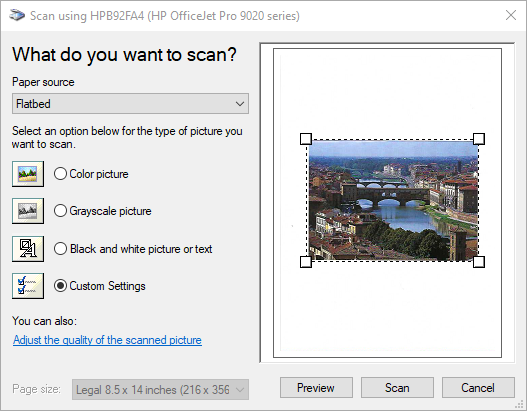 Scan using HPB92FA4 (HP OfficeJet Pro 9020 series)
What do you want to scan?
Paper source
Flatbed
Select an option below for the type of picture you
want to scan.
Color picture
Grayscale picture
Black and white picture or text
Custom Settings
You can also:
Adjust the quality of the scanned picture
Page size:
Legal 8.5 x 14 inches (216 x 356
Preview
Scan
Cancel